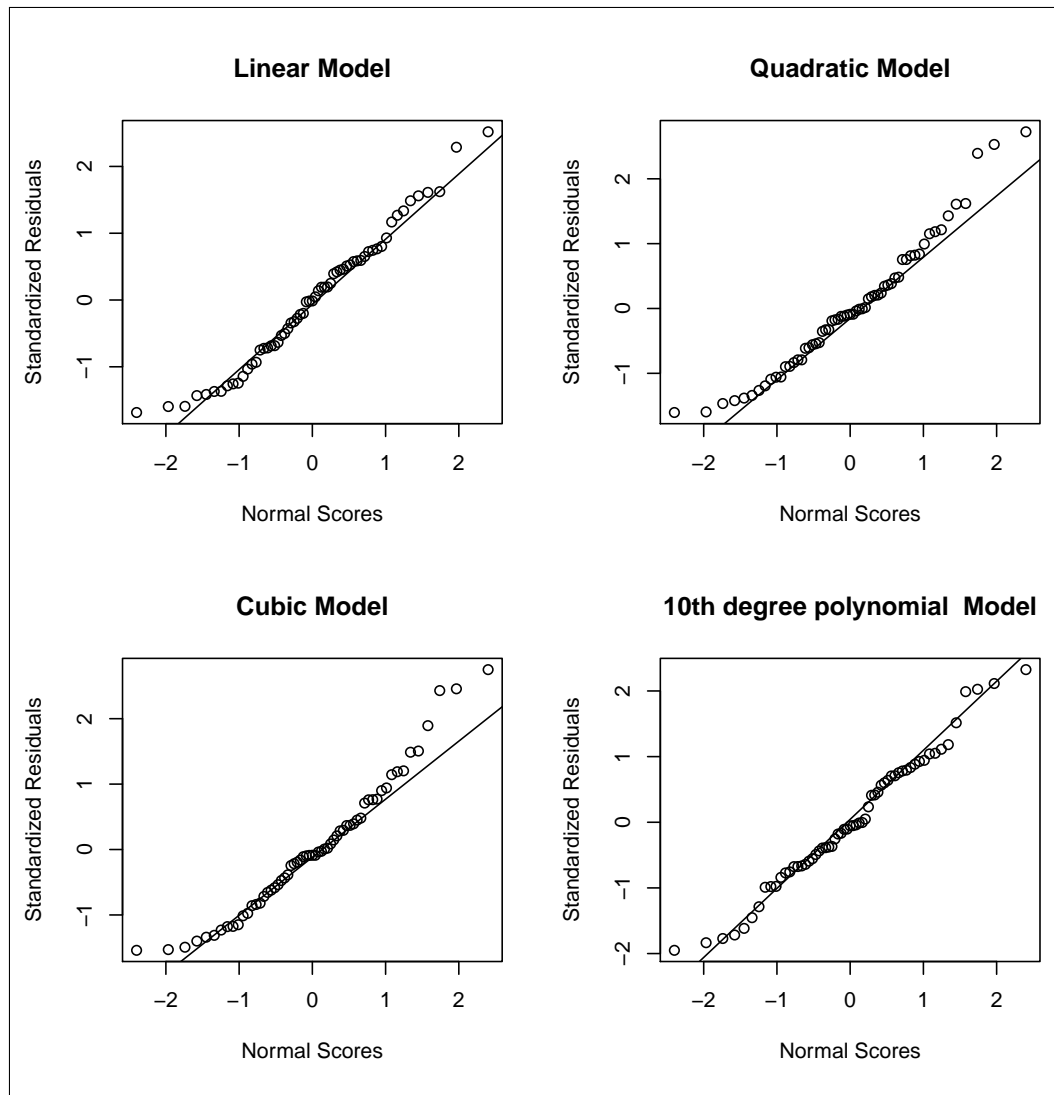 Linear Model
Standardized Residuals
2
1
0
−1
−2 −1 0 1 2
Normal Scores
Quadratic Model
Standardized Residuals
2
1
0
−1
−2 −1 0 1 2
Normal Scores
Cubic Model
Standardized Residuals
2
1
0
−1
−2 −1 0 1 2
Normal Scores
10th degree polynomial Model
Standardized Residuals
2
1
0
−1
−2
−2 −1 0 1 2
Normal Scores